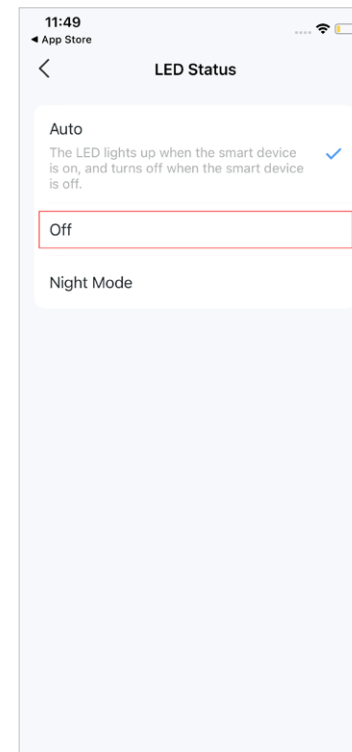 11:49
◀ App Store
LED Status
Auto
The LED lights up when the smart device
is on, and turns off when the smart device
is off.
Off
Night Mode